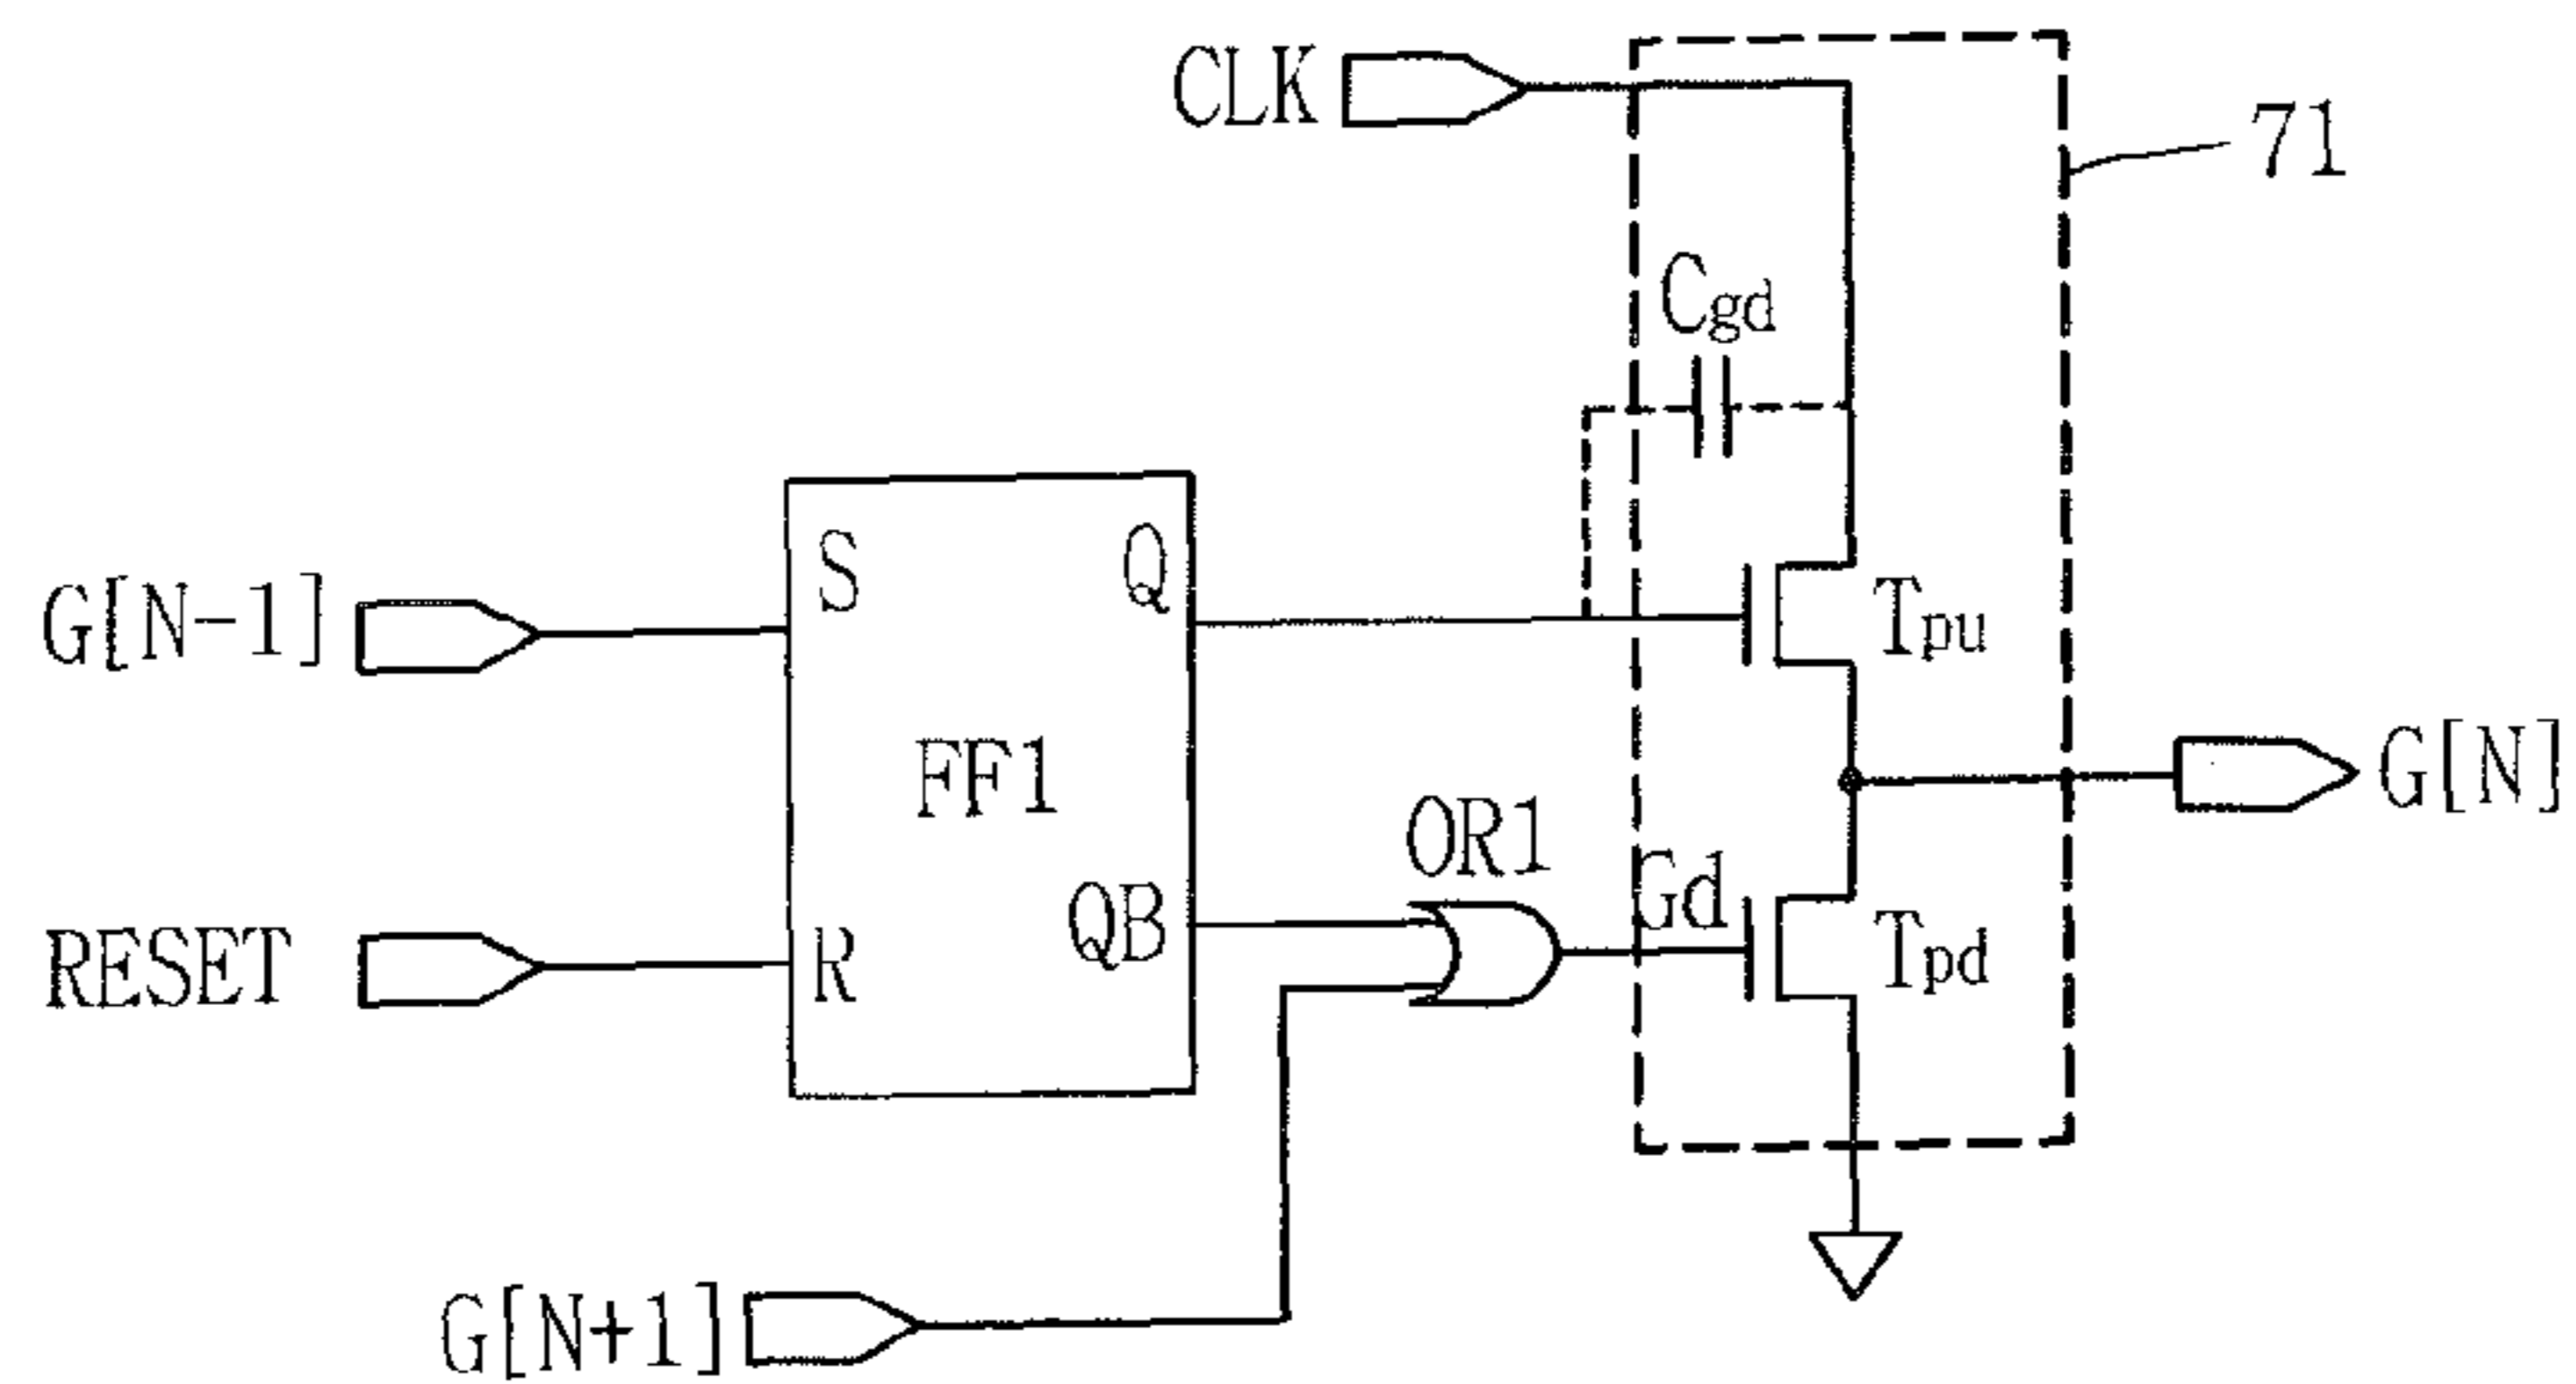 CLK
71
Cgd
S
Q
G[N-1]
Tpu
FF1
G[N]
OR1
Gd
QB
RESET
R
Tpd
G[N+1]